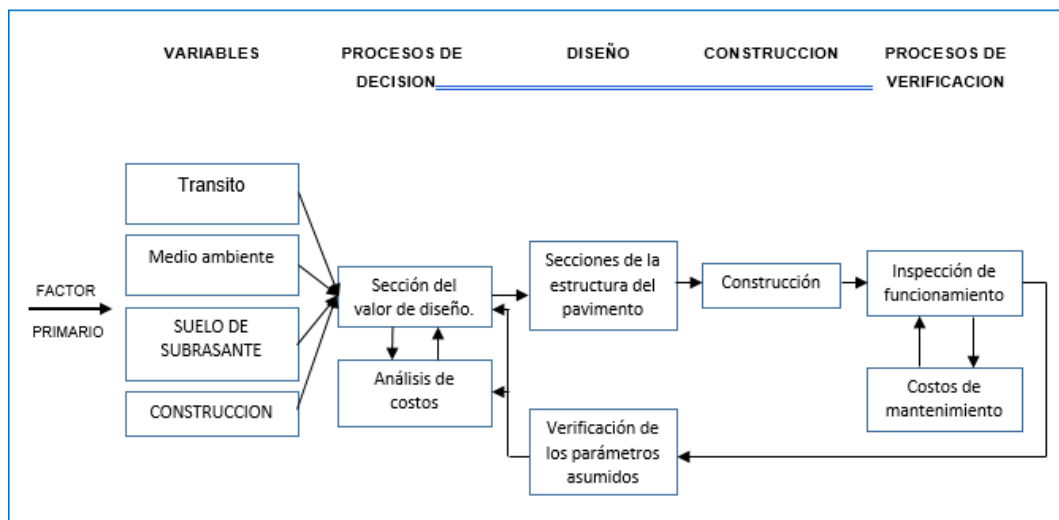 VARIABLES
PROCESOS DE
DECISION
DISEÑO
CONSTRUCCION
PROCESOS DE
VERIFICACION
FACTOR
PRIMARIO
Transito
Medio ambiente
SUELO DE
SUBRASANTE
CONSTRUCCION
Sección del
valor de diseño.
Análisis de
costos
Secciones de la
estructura del
pavimento
Construcción
Inspección de
funcionamiento
Costos de
mantenimiento
Verificación de
los parámetros
asumidos